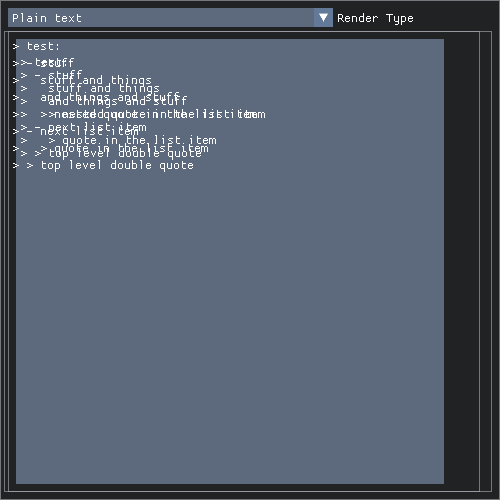 Plain text ▼ Render Type
> test:
> - stuff
>   stuff and things
>   and things and stuff
>   > nested quote in the list item
> - next list item
>   > quote in the list item
> > top level double quote
> test:
> - stuff
>   stuff and things
>   and things and stuff
>   > nested quote in the list item
> - next list item
>   > quote in the list item
> > top level double quote